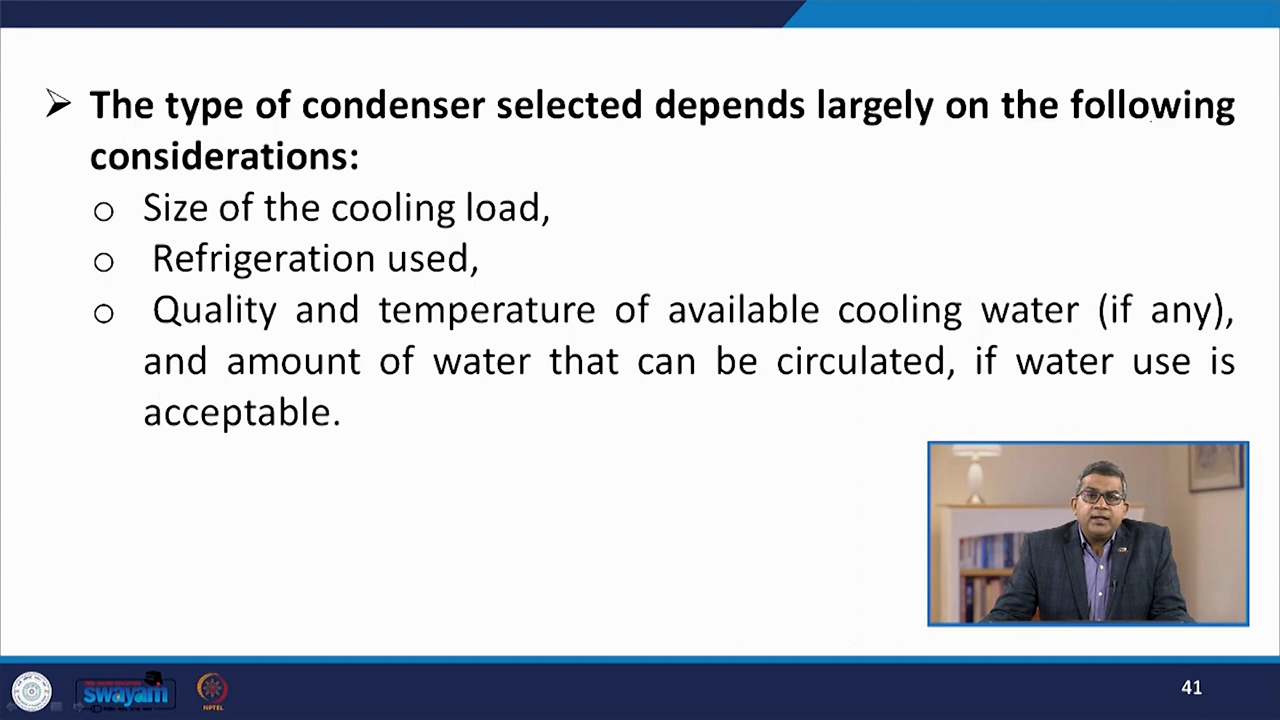 ➢ The type of condenser selected depends largely on the following
considerations:
o Size of the cooling load,
o Refrigeration used,
o Quality and temperature of available cooling water (if any),
and amount of water that can be circulated, if water use is
acceptable.
swayam
NPTEL
41